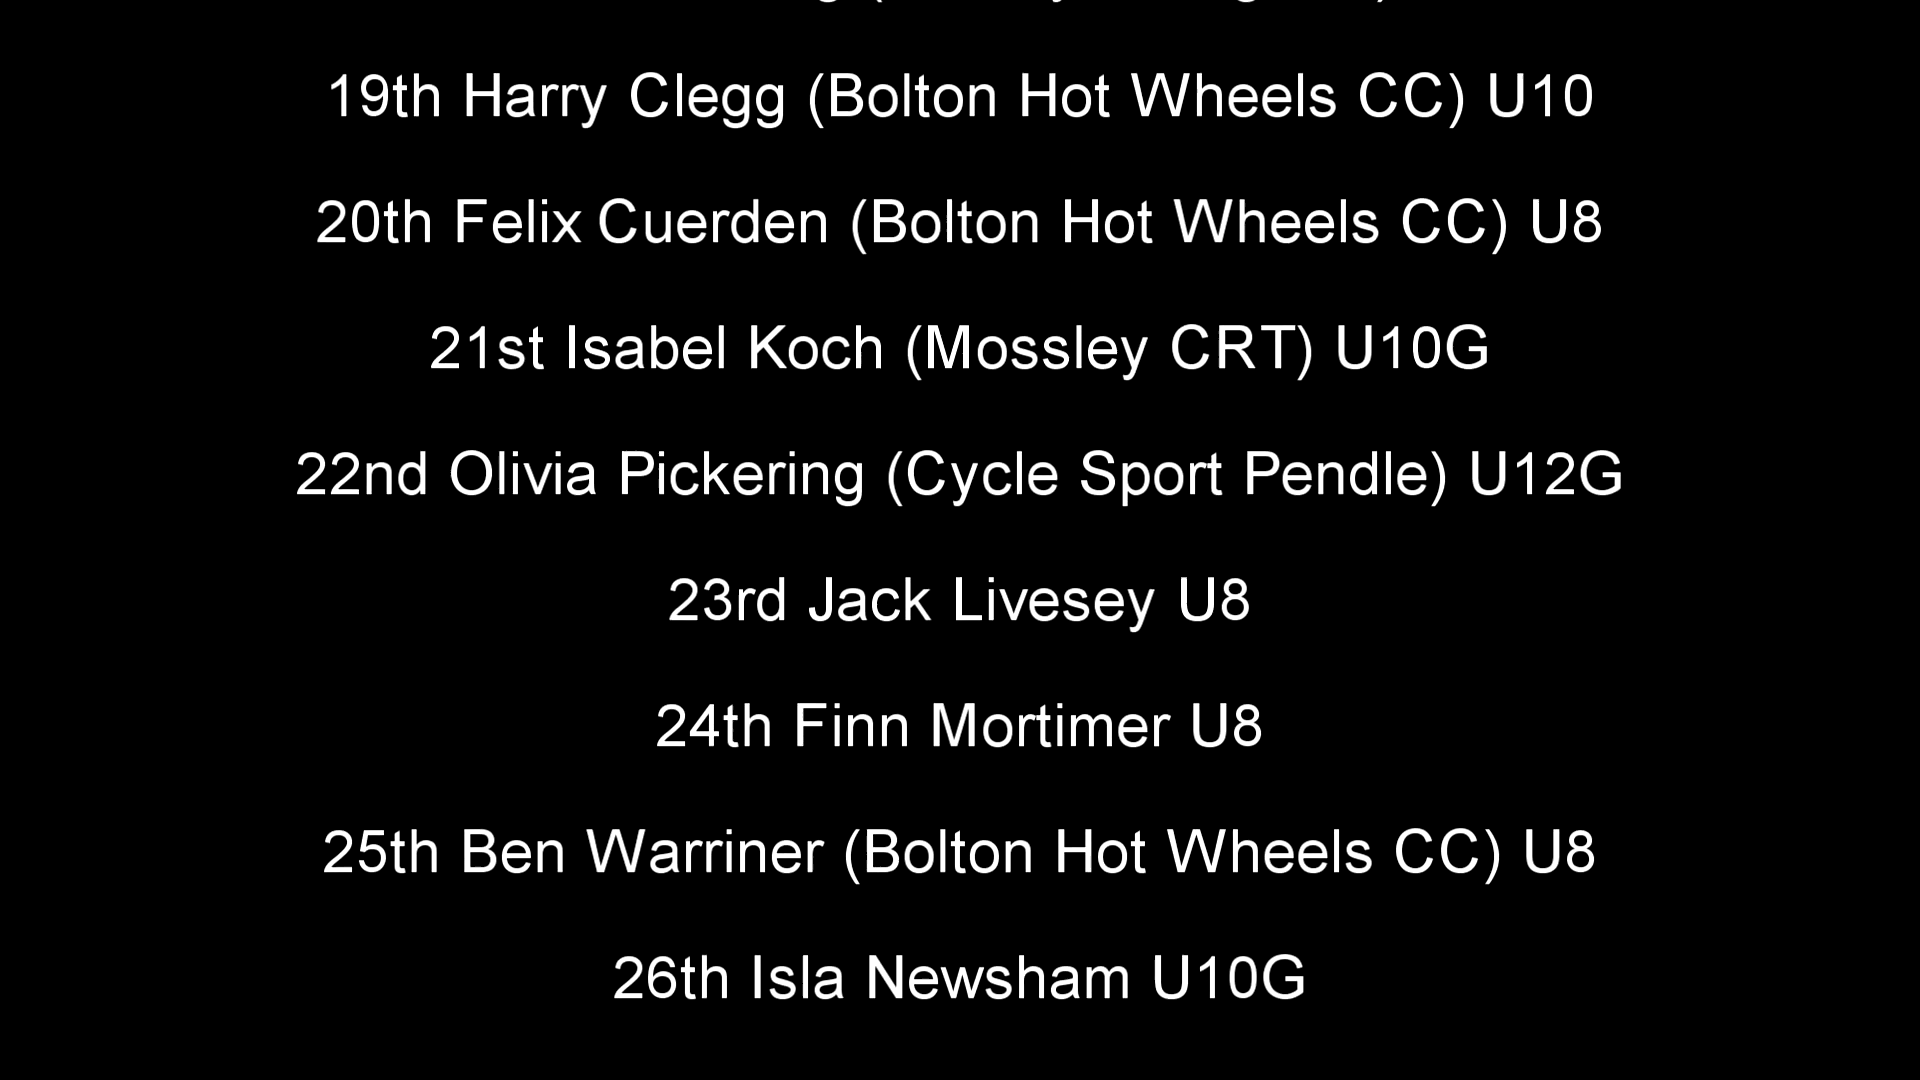 19th Harry Clegg (Bolton Hot Wheels CC) U10
20th Felix Cuerden (Bolton Hot Wheels CC) U8
21st Isabel Koch (Mossley CRT) U10G
22nd Olivia Pickering (Cycle Sport Pendle) U12G
23rd Jack Livesey U8
24th Finn Mortimer U8
25th Ben Warriner (Bolton Hot Wheels CC) U8
26th Isla Newsham U10G